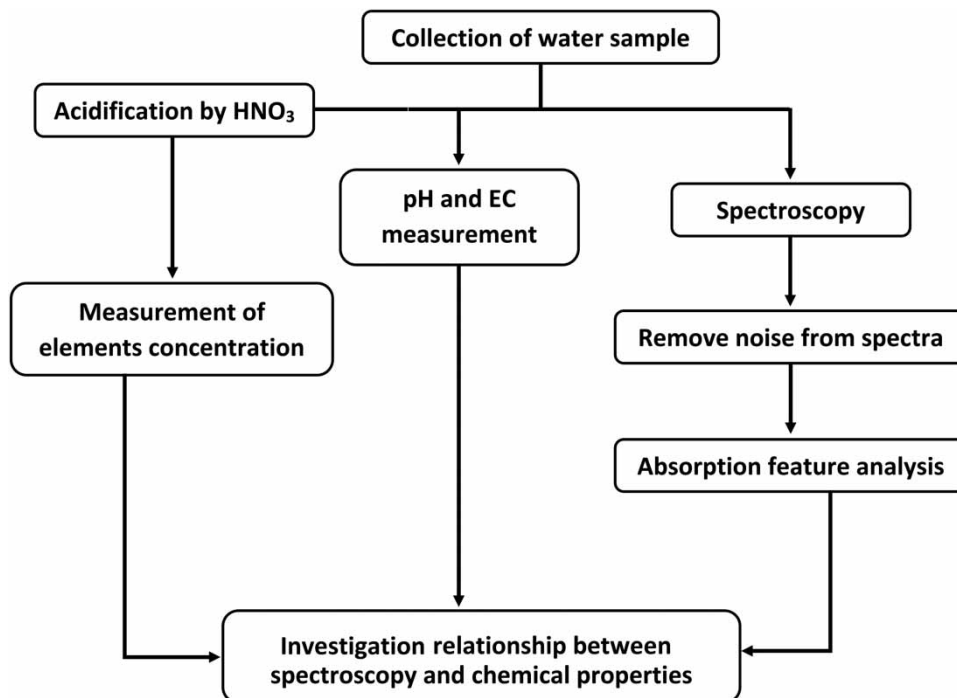 Collection of water sample
Acidification by HNO₃
pH and EC
measurement
Spectroscopy
Measurement of
elements concentration
Remove noise from spectra
Absorption feature analysis
Investigation relationship between
spectroscopy and chemical properties